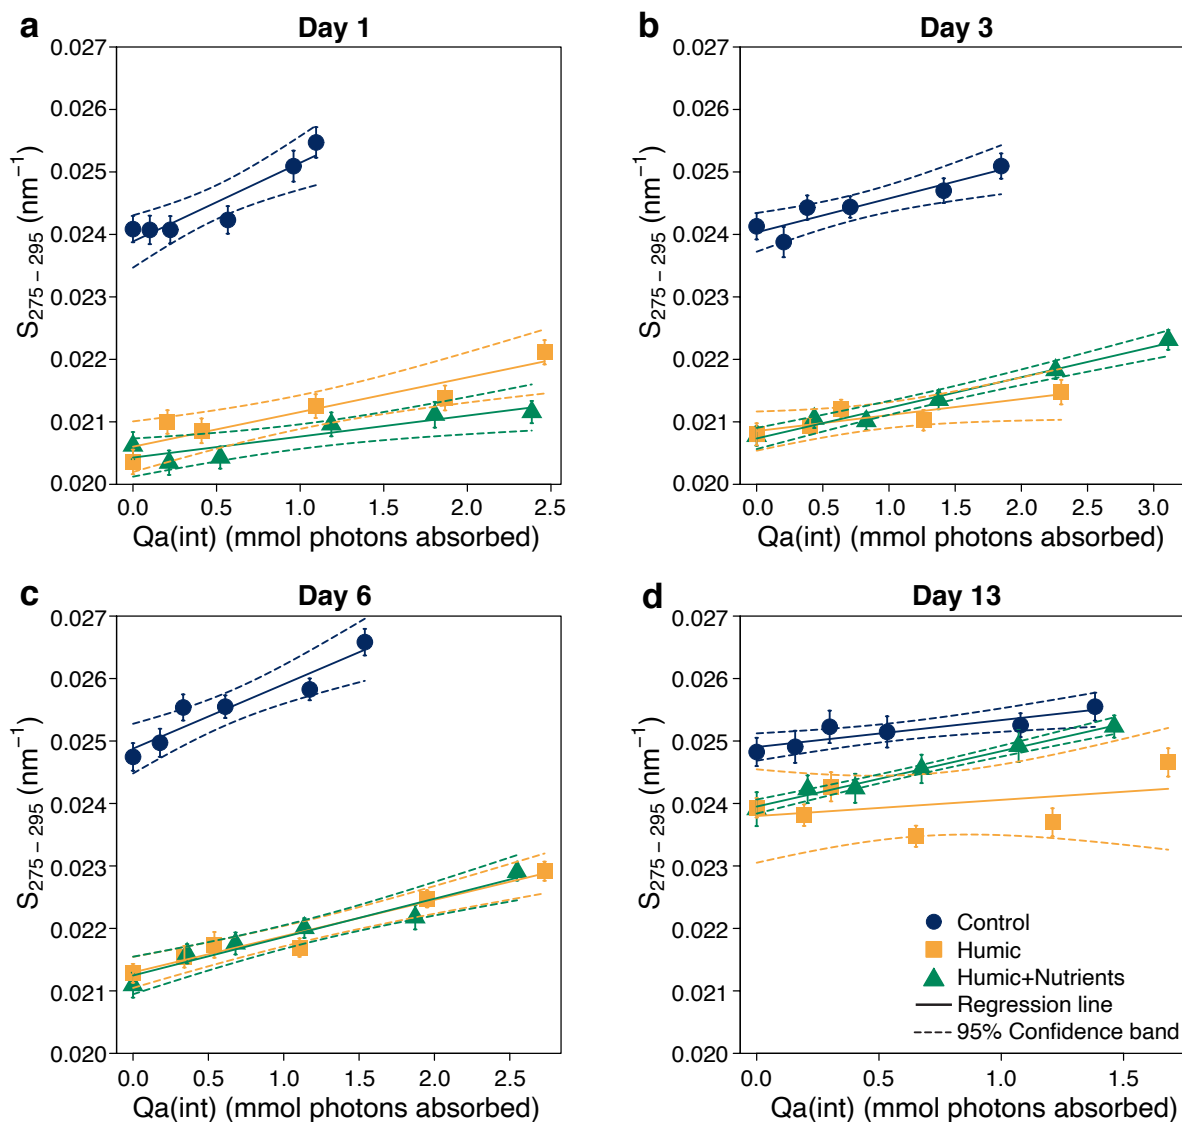 a
Day 1
0.027
0.026
0.025
0.024
0.023
0.022
0.021
0.020
S275 − 295 (nm−1)
0.0 0.5 1.0 1.5 2.0 2.5
Qa(int) (mmol photons absorbed)
b
Day 3
0.027
0.026
0.025
0.024
0.023
0.022
0.021
0.020
S275 − 295 (nm−1)
0.0 0.5 1.0 1.5 2.0 2.5 3.0
Qa(int) (mmol photons absorbed)
c
Day 6
0.027
0.026
0.025
0.024
0.023
0.022
0.021
0.020
S275 − 295 (nm−1)
0.0 0.5 1.0 1.5 2.0 2.5
Qa(int) (mmol photons absorbed)
d
Day 13
0.027
0.026
0.025
0.024
0.023
0.022
0.021
0.020
S275 − 295 (nm−1)
0.0 0.5 1.0 1.5
Qa(int) (mmol photons absorbed)
Control
Humic
Humic+Nutrients
Regression line
95% Confidence band